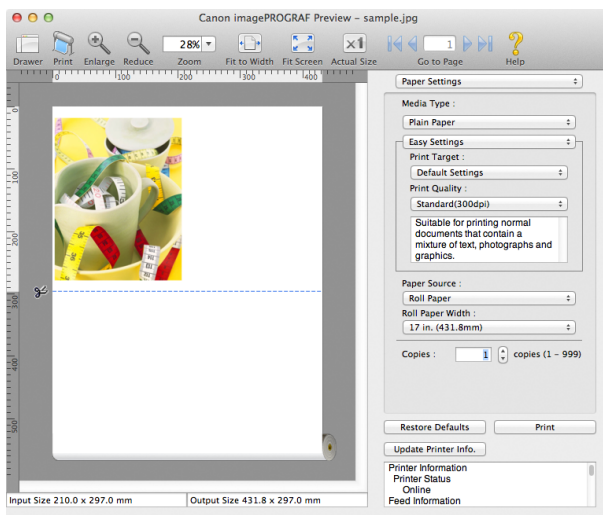 Canon imagePROGRAF Preview – sample.jpg
28%
1
Drawer Print Enlarge Reduce Zoom Fit to Width Fit Screen Actual Size Go to Page Help
0 100 200 300 400
0
100
200
300
400
500
Paper Settings
Media Type :
Plain Paper
Easy Settings
Print Target :
Default Settings
Print Quality :
Standard(300dpi)
Suitable for printing normal
documents that contain a
mixture of text, photographs and
graphics.
Paper Source :
Roll Paper
Roll Paper Width :
17 in. (431.8mm)
Copies : 1 copies (1 – 999)
Restore Defaults Print
Update Printer Info.
Printer Information
Printer Status
Online
Feed Information
Input Size 210.0 x 297.0 mm Output Size 431.8 x 297.0 mm